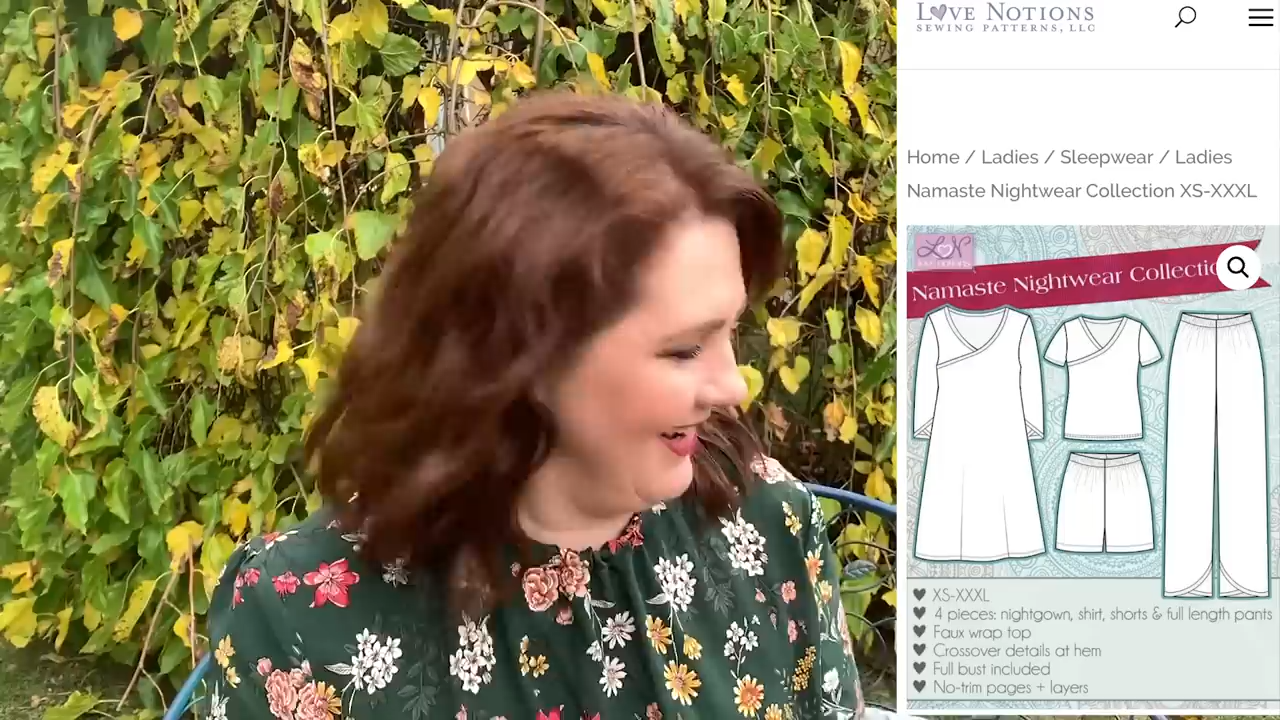 LOVE NOTIONS
SEWING PATTERNS, LLC
Home / Ladies / Sleepwear / Ladies
Namaste Nightwear Collection XS-XXXL
LN
Namaste Nightwear Collectio
XS-XXXL
4 pieces: nightgown, shirt, shorts & full length pants
Faux wrap top
Crossover details at hem
Full bust included
No-trim pages + layers